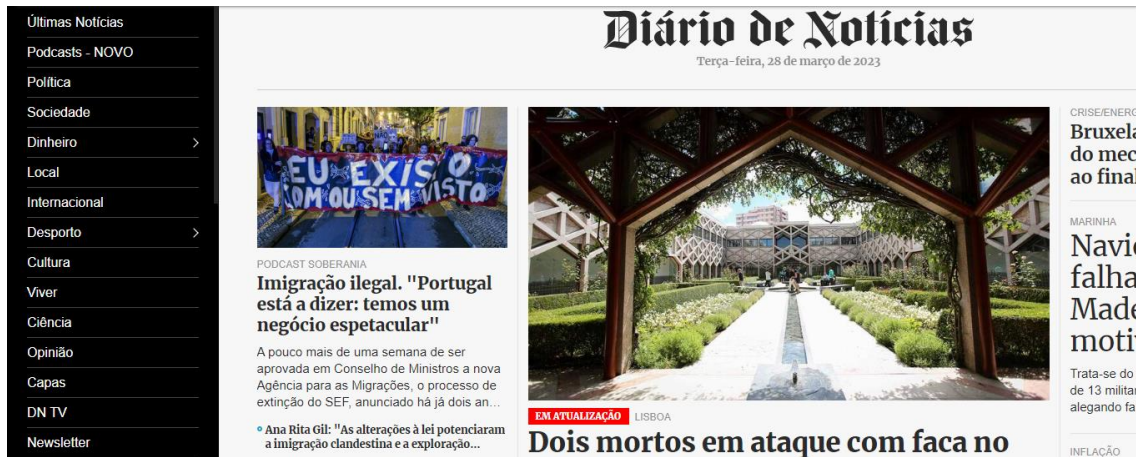 Últimas Notícias
Podcasts - NOVO
Política
Sociedade
Dinheiro
Local
Internacional
Desporto
Cultura
Viver
Ciência
Opinião
Capas
DN TV
Newsletter
Diário de Notícias
Terça-feira, 28 de março de 2023
EU EXISTO
COM OU SEM VISTO
PODCAST SOBERANIA
Imigração ilegal. "Portugal
está a dizer: temos um
negócio espetacular"
A pouco mais de uma semana de ser
aprovada em Conselho de Ministros a nova
Agência para as Migrações, o processo de
extinção do SEF, anunciado há já dois an...
Ana Rita Gil: "As alterações à lei potenciaram
a imigração clandestina e a exploração...
EM ATUALIZAÇÃO LISBOA
Dois mortos em ataque com faca no
CRISE/ENERG
Bruxela
do mec
ao final
MARINHA
Navi
falha
Made
moti
Trata-se do
de 13 milita
alegando fa
INFLAÇÃO